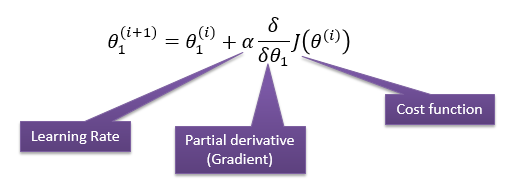 θ₁⁽ⁱ⁺¹⁾ = θ₁⁽ⁱ⁾ + α δ/δθ₁ J(θ⁽ⁱ⁾)
Learning Rate
Partial derivative
(Gradient)
Cost function